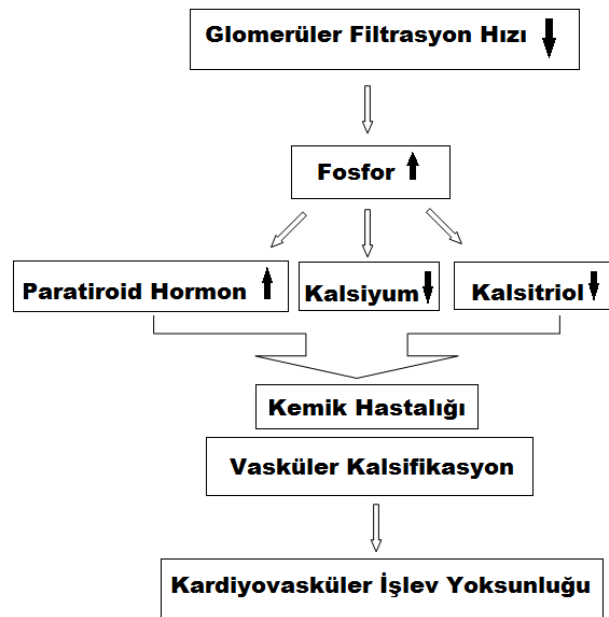 Glomerüler Filtrasyon Hızı
Fosfor
Paratiroid Hormon
Kalsiyum
Kalsitriol
Kemik Hastalığı
Vasküler Kalsifikasyon
Kardiyovasküler İşlev Yoksunluğu